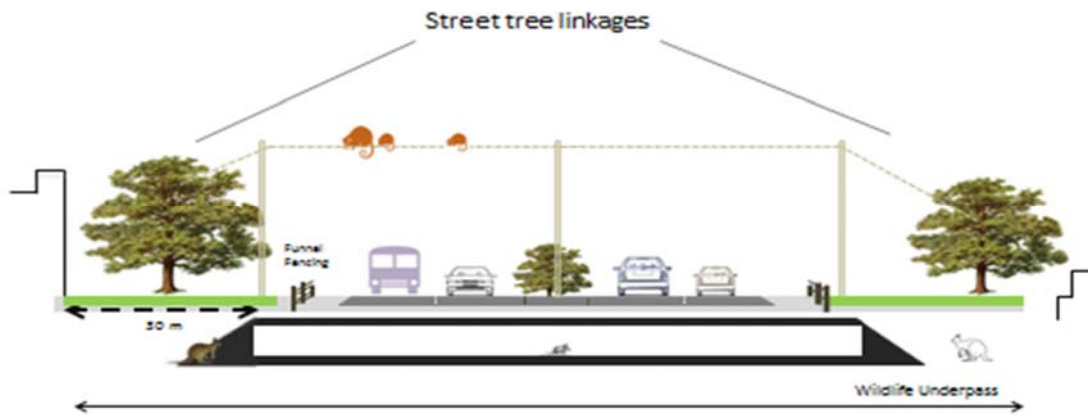 Street tree linkages
Funnel
Fencing
30 m
Wildlife Underpass